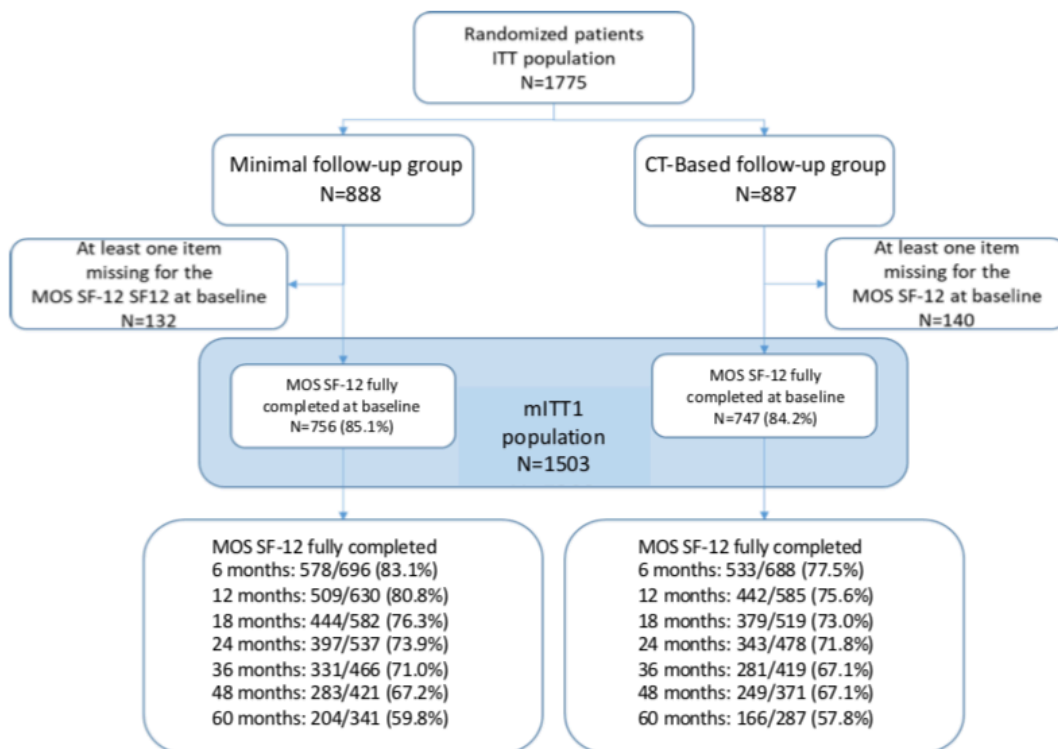 Randomized patients
ITT population
N=1775
Minimal follow-up group
N=888
CT-Based follow-up group
N=887
At least one item
missing for the
MOS SF-12 SF12 at baseline
N=132
At least one item
missing for the
MOS SF-12 at baseline
N=140
MOS SF-12 fully
completed at baseline
N=756 (85.1%)
mITT1
population
N=1503
MOS SF-12 fully
completed at baseline
N=747 (84.2%)
MOS SF-12 fully completed
6 months: 578/696 (83.1%)
12 months: 509/630 (80.8%)
18 months: 444/582 (76.3%)
24 months: 397/537 (73.9%)
36 months: 331/466 (71.0%)
48 months: 283/421 (67.2%)
60 months: 204/341 (59.8%)
MOS SF-12 fully completed
6 months: 533/688 (77.5%)
12 months: 442/585 (75.6%)
18 months: 379/519 (73.0%)
24 months: 343/478 (71.8%)
36 months: 281/419 (67.1%)
48 months: 249/371 (67.1%)
60 months: 166/287 (57.8%)